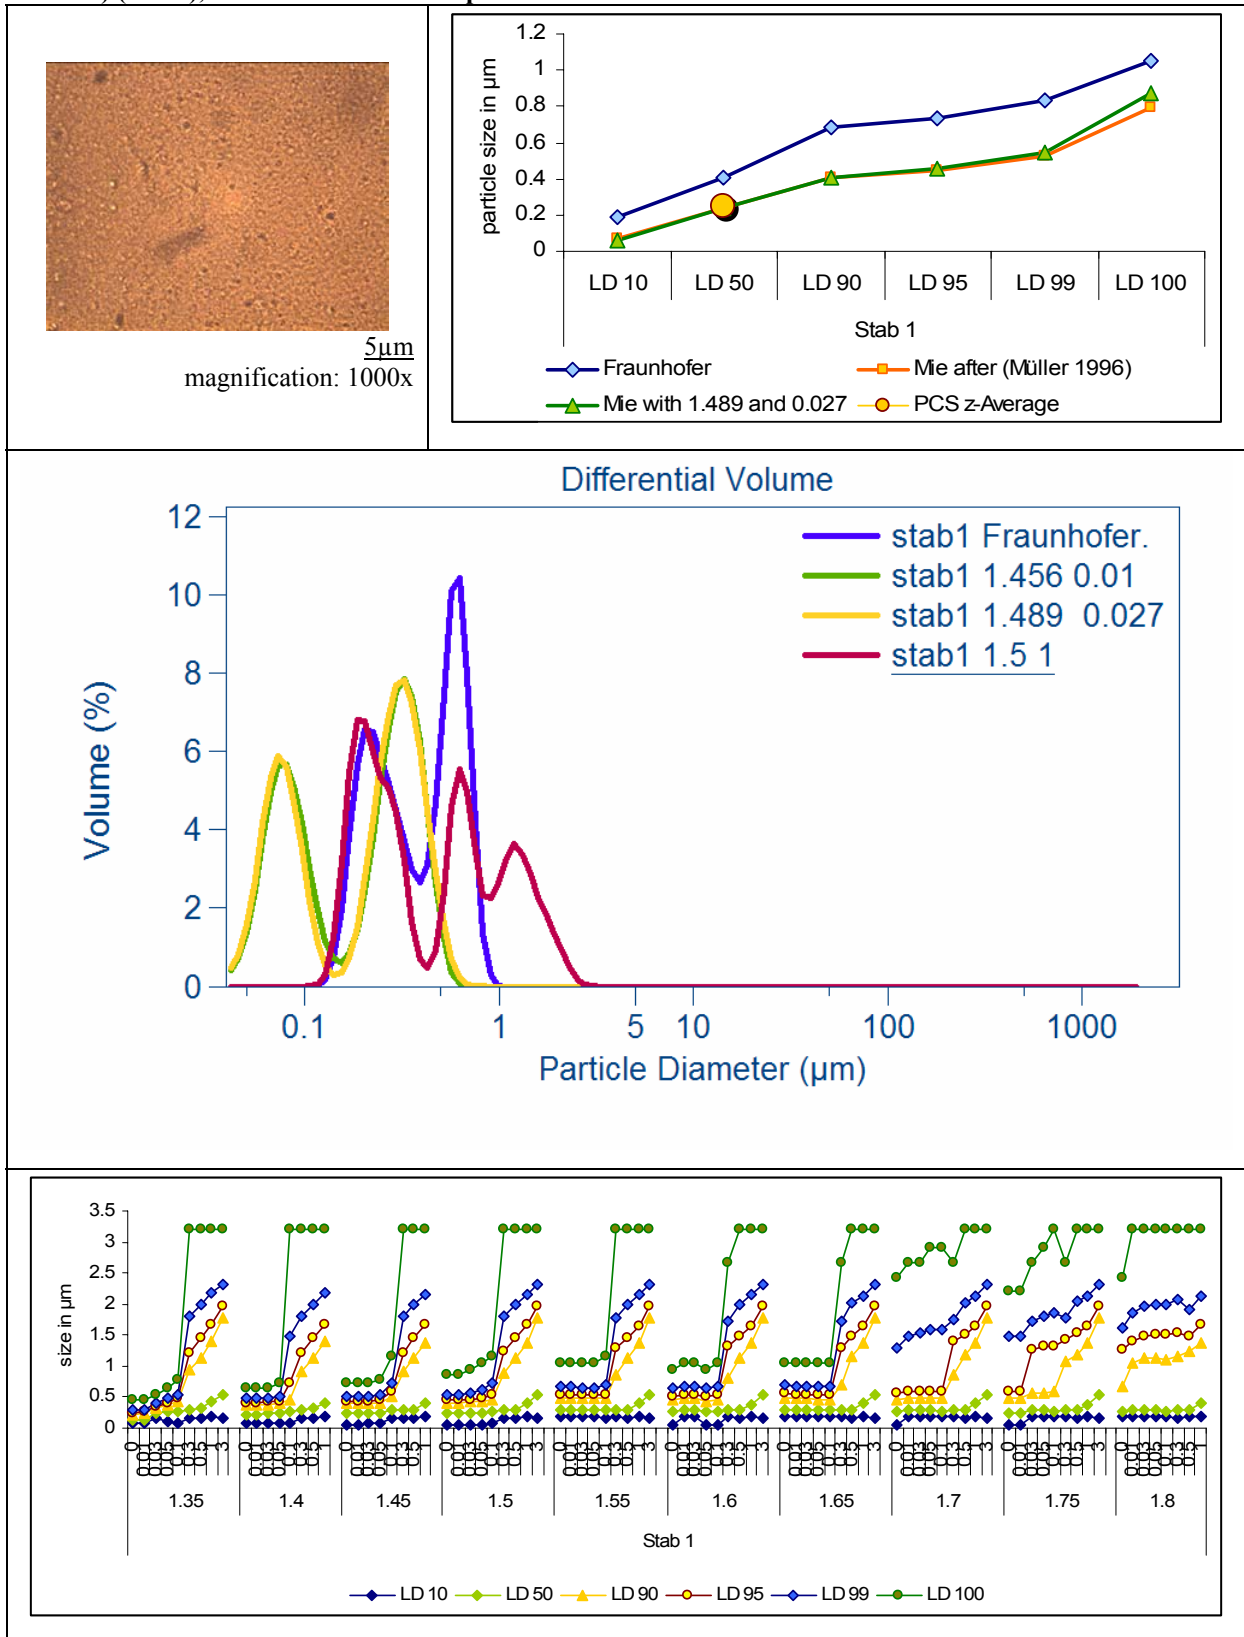 5µm
magnification: 1000x
1.2
1
0.8
0.6
0.4
0.2
0
particle size in µm
LD 10 LD 50 LD 90 LD 95 LD 99 LD 100
Stab 1
Fraunhofer Mie after (Müller 1996)
Mie with 1.489 and 0.027 PCS z-Average
Differential Volume
12
10
8
6
4
2
0
Volume (%)
stab1 Fraunhofer.
stab1 1.456 0.01
stab1 1.489 0.027
stab1 1.5 1
0.1 1 5 10 100 1000
Particle Diameter (µm)
3.5
3
2.5
2
1.5
1
0.5
0
size in µm
1.35 1.4 1.45 1.5 1.55 1.6 1.65 1.7 1.75 1.8
Stab 1
LD 10 LD 50 LD 90 LD 95 LD 99 LD 100